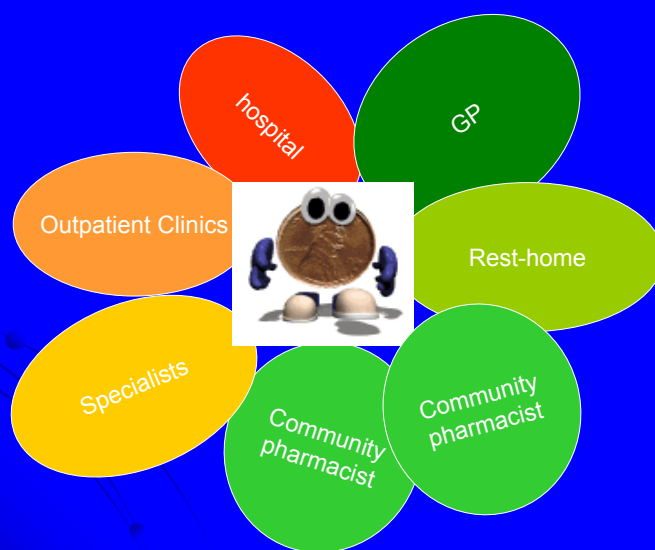 hospital
GP
Outpatient Clinics
Rest-home
Specialists
Community
pharmacist
Community
pharmacist